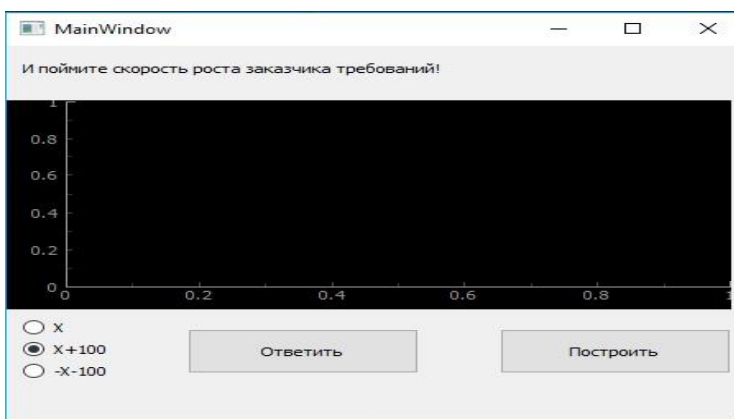 MainWindow
И поймите скорость роста заказчика требований!
1
0.8
0.6
0.4
0.2
0
0 0.2 0.4 0.6 0.8 1
X
X+100
-X-100
Ответить
Построить